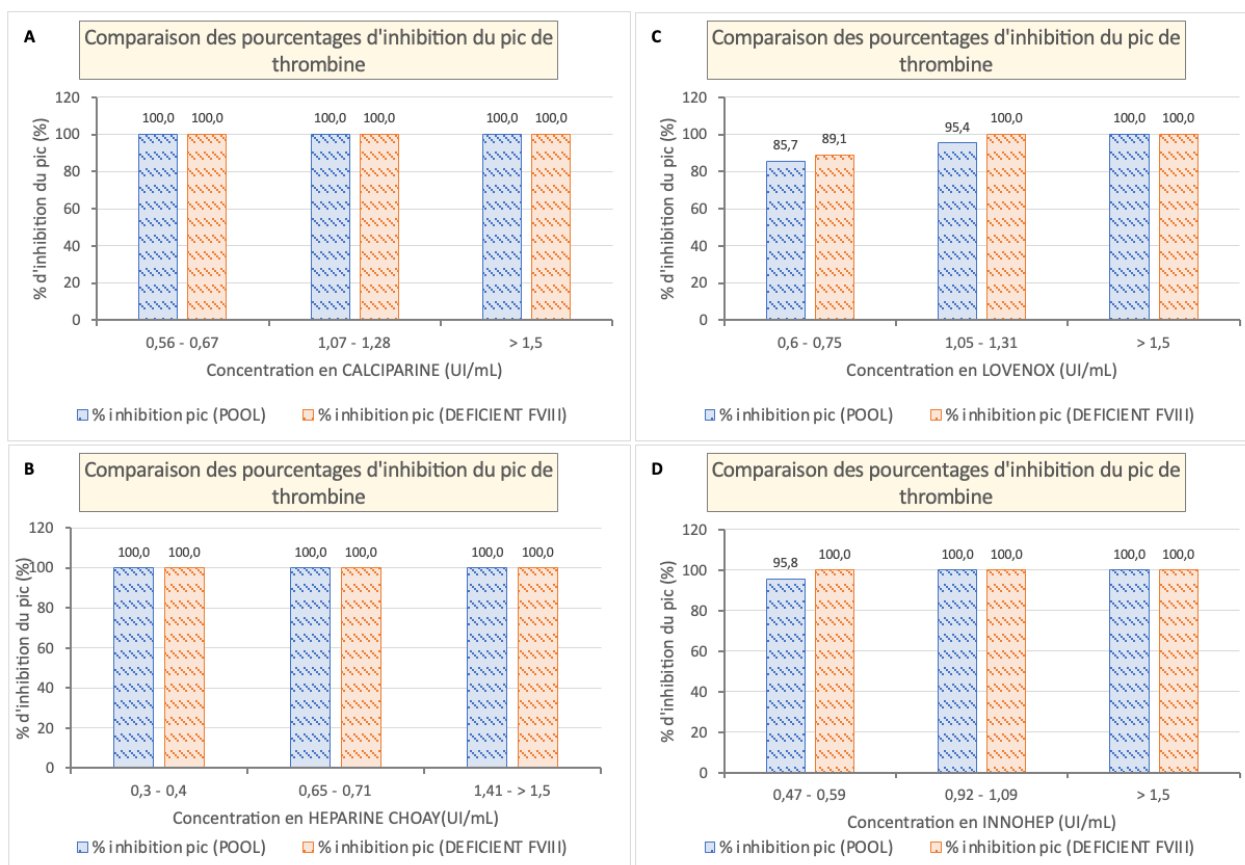 A
Comparaison des pourcentages d'inhibition du pic de
thrombine
% d'inhibition du pic (%)
120
100
80
60
40
20
0
100,0 100,0 100,0 100,0 100,0 100,0
0,56 - 0,67 1,07 - 1,28 > 1,5
Concentration en CALCIPARINE (UI/mL)
% inhibition pic (POOL) % inhibition pic (DEFICIENT FVIII)
C
Comparaison des pourcentages d'inhibition du pic de
thrombine
% d'inhibition du pic (%)
120
100
80
60
40
20
0
85,7 89,1 95,4 100,0 100,0 100,0
0,6 - 0,75 1,05 - 1,31 > 1,5
Concentration en LOVENOX (UI/mL)
% inhibition pic (POOL) % inhibition pic (DEFICIENT FVIII)
B
Comparaison des pourcentages d'inhibition du pic de
thrombine
% d'inhibition du pic (%)
120
100
80
60
40
20
0
100,0 100,0 100,0 100,0 100,0 100,0
0,3 - 0,4 0,65 - 0,71 1,41 - > 1,5
Concentration en HEPARINE CHOAY(UI/mL)
% inhibition pic (POOL) % inhibition pic (DEFICIENT FVIII)
D
Comparaison des pourcentages d'inhibition du pic de
thrombine
% d'inhibition du pic (%)
120
100
80
60
40
20
0
95,8 100,0 100,0 100,0 100,0 100,0
0,47 - 0,59 0,92 - 1,09 > 1,5
Concentration en INNOHEP (UI/mL)
% inhibition pic (POOL) % inhibition pic (DEFICIENT FVIII)